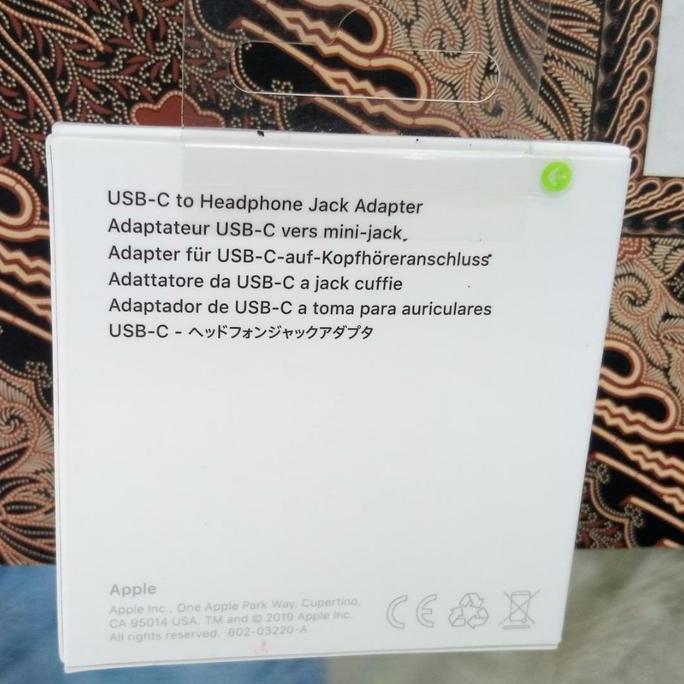 USB-C to Headphone Jack Adapter
Adaptateur USB-C vers mini-jack
Adapter für USB-C-auf-Kopfhöreranschluss
Adattatore da USB-C a jack cuffie
Adaptador de USB-C a toma para auriculares
USB-C - ヘッドフォンジャックアダプタ
Apple
Apple Inc., One Apple Park Way, Cupertino,
CA 95014 USA. TM and © 2019 Apple Inc.
All rights reserved. 602-03220-A
CE